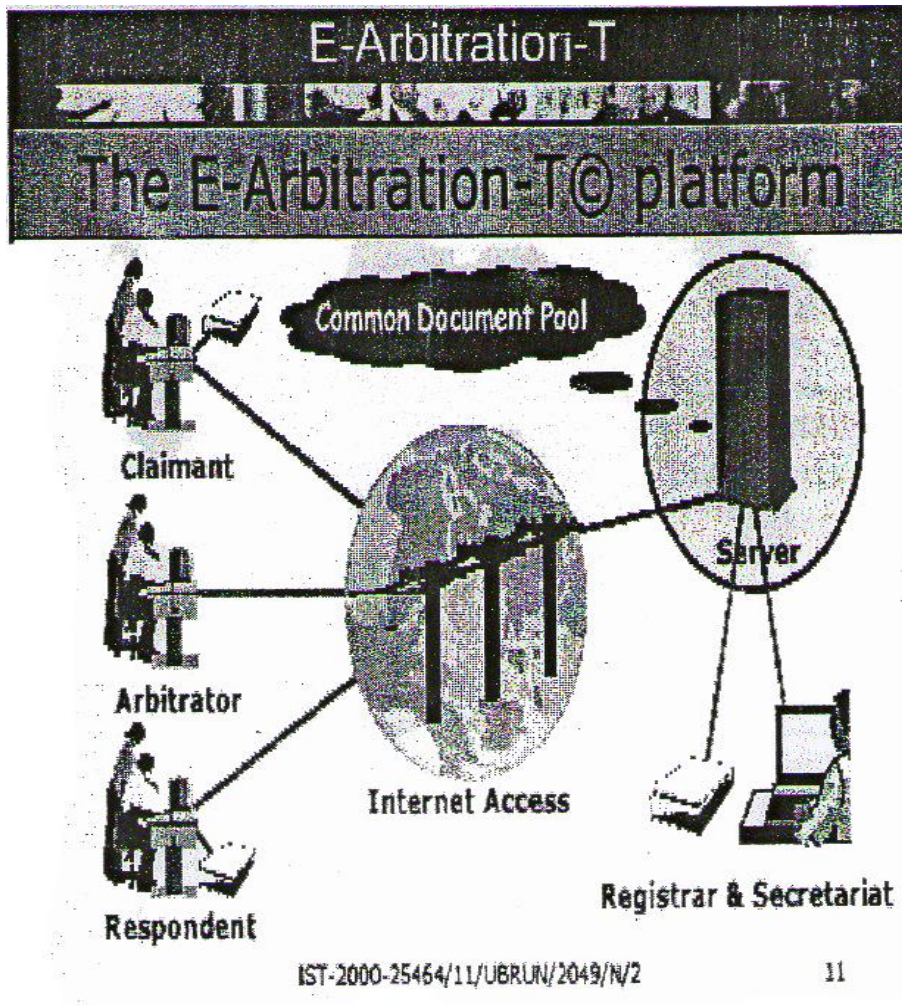 E-Arbitration-T
The E-Arbitration-T© platform
Common Document Pool
Claimant
Server
Arbitrator
Internet Access
Respondent
Registrar & Secretariat
IST-2000-25464/11/UBRUN/2049/N/2
11